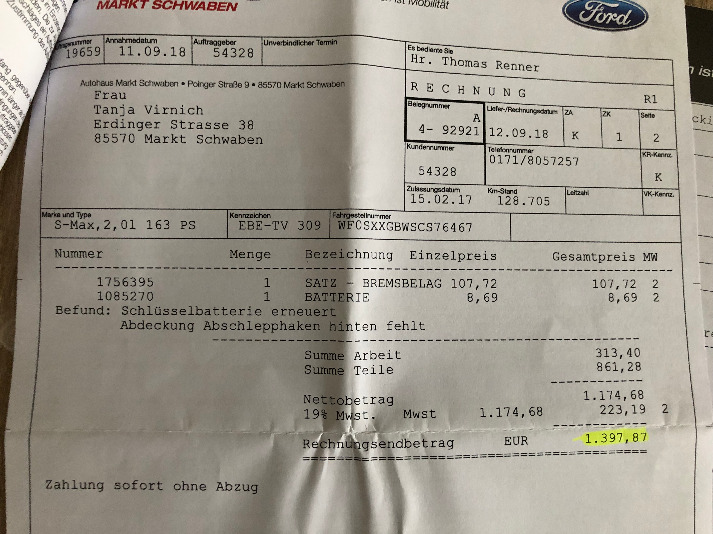 MARKT SCHWABEN
ist Mobilität
Ford
Annahmedatum
Auftraggeber
Unverbindlicher Termin
19659
11.09.18
54328
Es bediente Sie
Hr. Thomas Renner
Autohaus Markt Schwaben • Poinger Straße 9 • 85570 Markt Schwaben
Frau
Tanja Virnich
Erdinger Strasse 38
85570 Markt Schwaben
RECHNUNG R1
Belegnummer Liefer-/Rechnungsdatum ZA ZK Seite
A
4- 92921 12.09.18 K 1 2
Kundennummer Telefonnummer KR-Kennz.
54328 0171/8057257 K
Zulassungsdatum Km-Stand Leitzahl VK-Kennz.
15.02.17 128.705
Marke und Type Kennzeichen Fahrgestellnummer
S-Max,2,01 163 PS EBE-TV 309 WF0SXXGBWSCS76467
Nummer Menge Bezeichnung Einzelpreis Gesamtpreis MW
1756395 1 SATZ - BREMSBELAG 107,72 107,72 2
1085270 1 BATTERIE 8,69 8,69 2
Befund: Schlüsselbatterie erneuert
Abdeckung Abschlepphaken hinten fehlt
Summe Arbeit 313,40
Summe Teile 861,28
Nettobetrag 1.174,68
19% Mwst. Mwst 1.174,68 223,19 2
Rechnungsendbetrag EUR 1.397,87
Zahlung sofort ohne Abzug